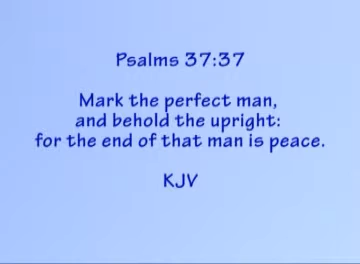 Psalms 37:37
Mark the perfect man,
and behold the upright:
for the end of that man is peace.
KJV